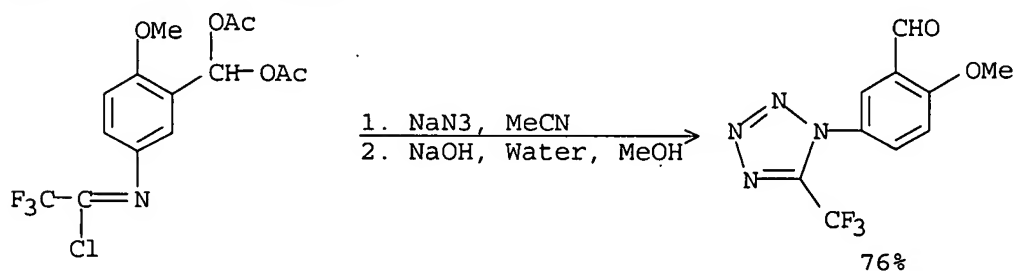 OAc
OMe
CH—OAc
F3C—C=N
Cl
1. NaN3, MeCN
2. NaOH, Water, MeOH
CHO
OMe
N
N
N
N
CF3
76%